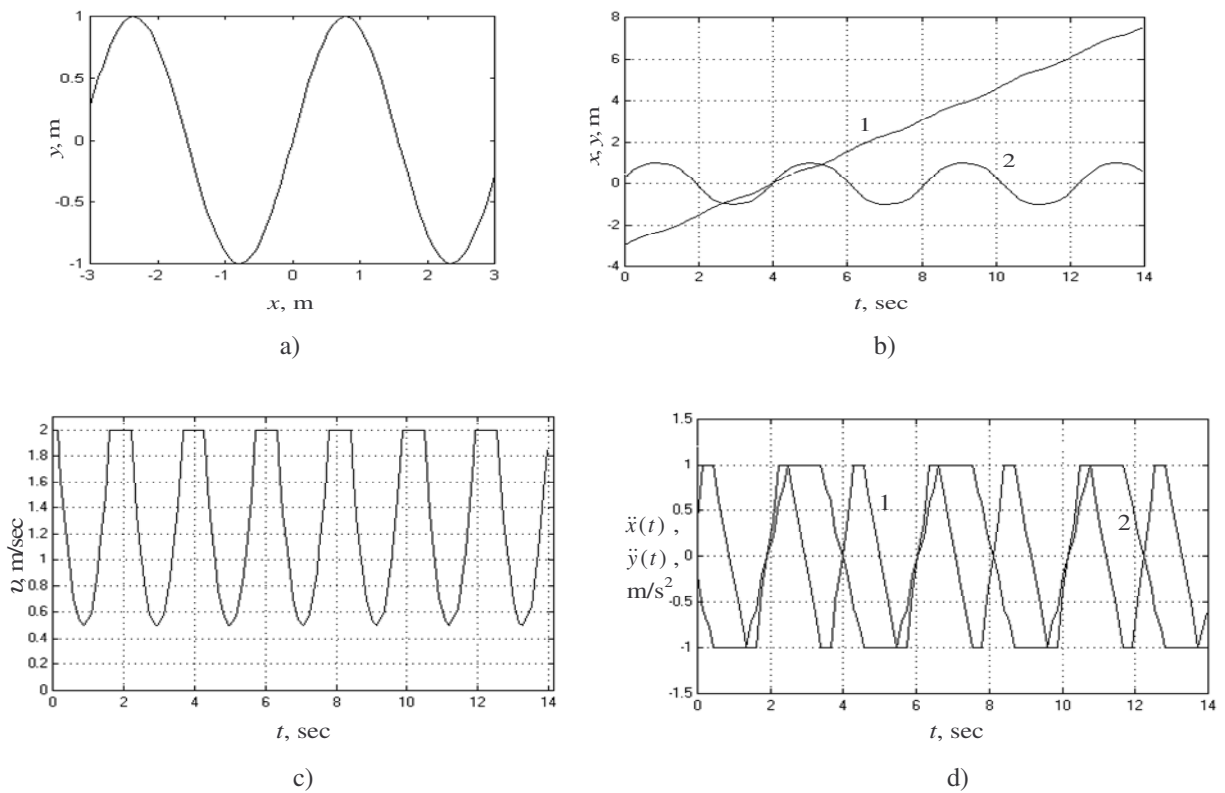 1
0.5
0
-0.5
-1
y, m
-3 -2 -1 0 1 2 3
x, m
a)
8
6
4
2
0
-2
-4
x, y, m
1
2
0 2 4 6 8 10 12 14
t, sec
b)
2
1.8
1.6
1.4
1.2
1
0.8
0.6
0.4
0.2
0
υ, m/sec
0 2 4 6 8 10 12 14
t, sec
c)
1.5
1
0.5
0
-0.5
-1
-1.5
ẍ(t) ,
ÿ(t) ,
m/s²
1
2
0 2 4 6 8 10 12 14
t, sec
d)